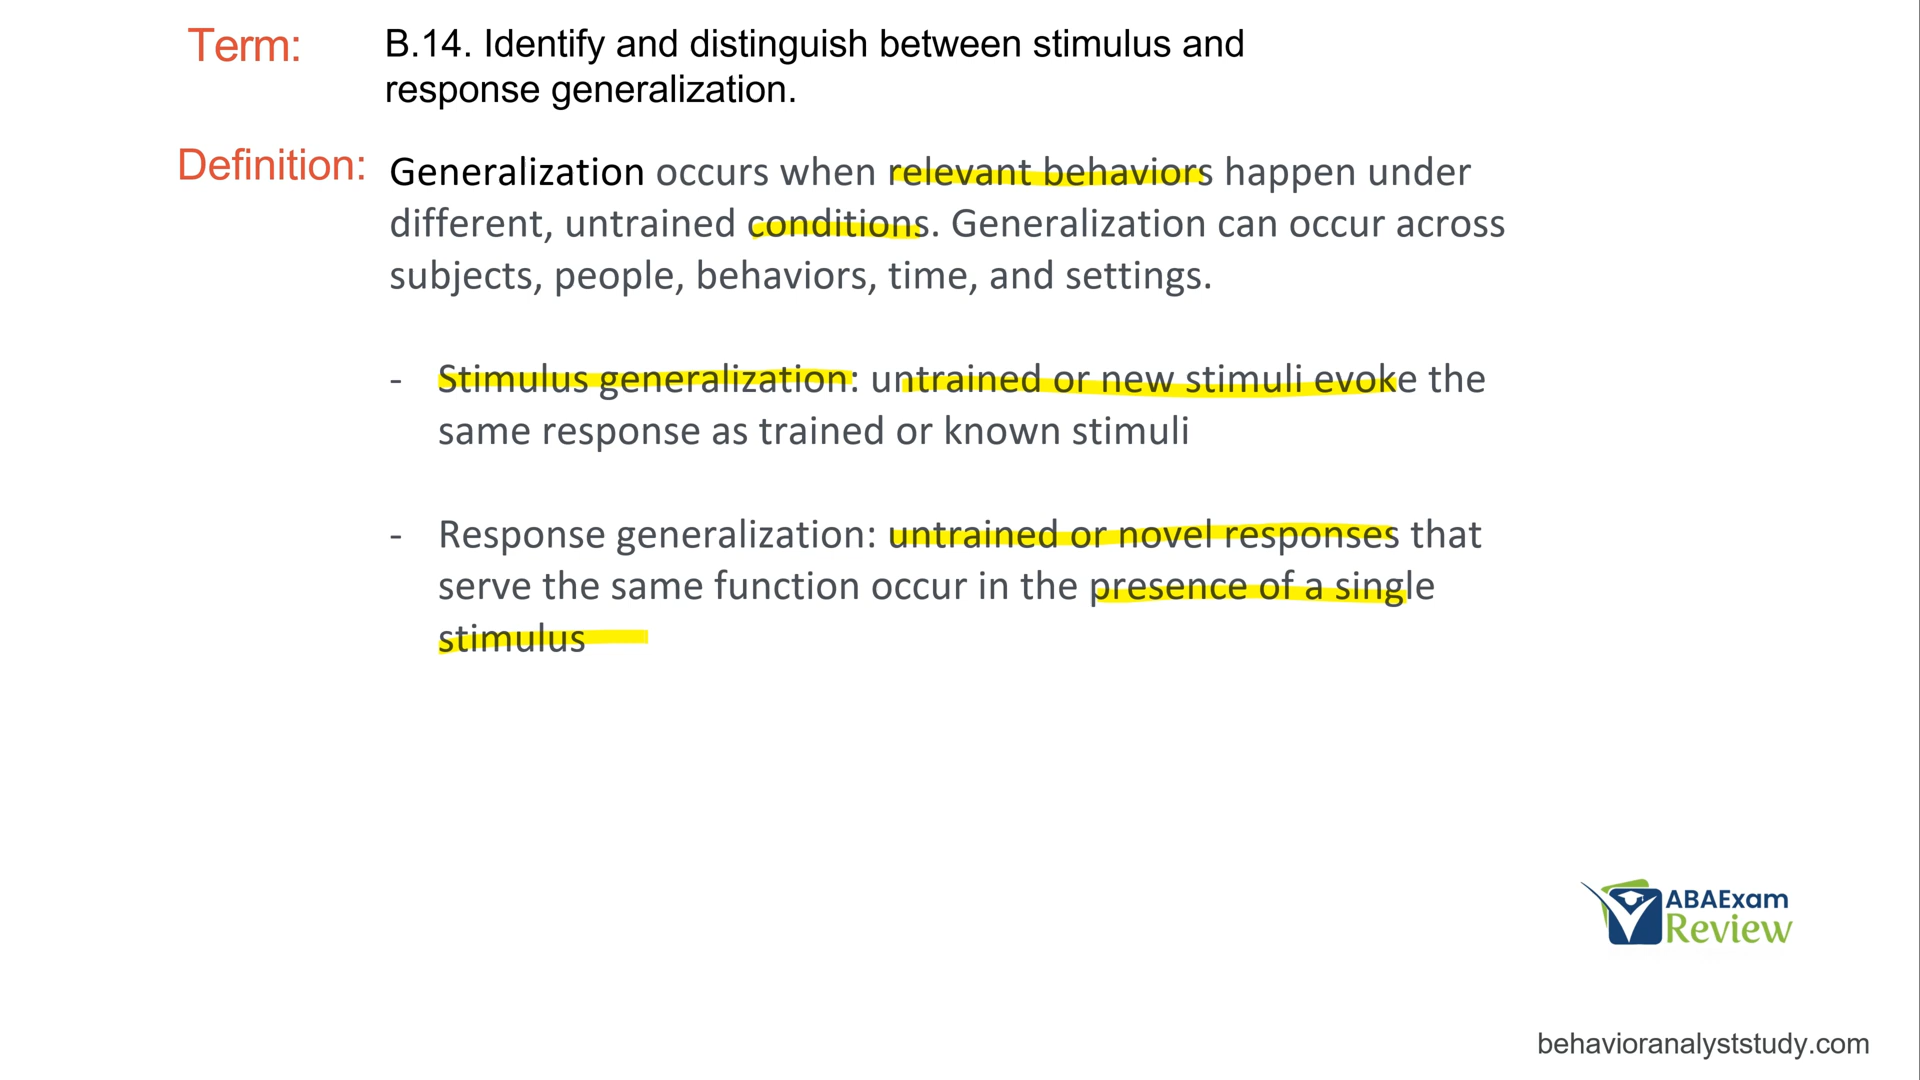 Term:
B.14. Identify and distinguish between stimulus and
response generalization.
Definition:
Generalization occurs when relevant behaviors happen under
different, untrained conditions. Generalization can occur across
subjects, people, behaviors, time, and settings.
- Stimulus generalization: untrained or new stimuli evoke the
same response as trained or known stimuli
- Response generalization: untrained or novel responses that
serve the same function occur in the presence of a single
stimulus
ABAExam
Review
behavioranalyststudy.com